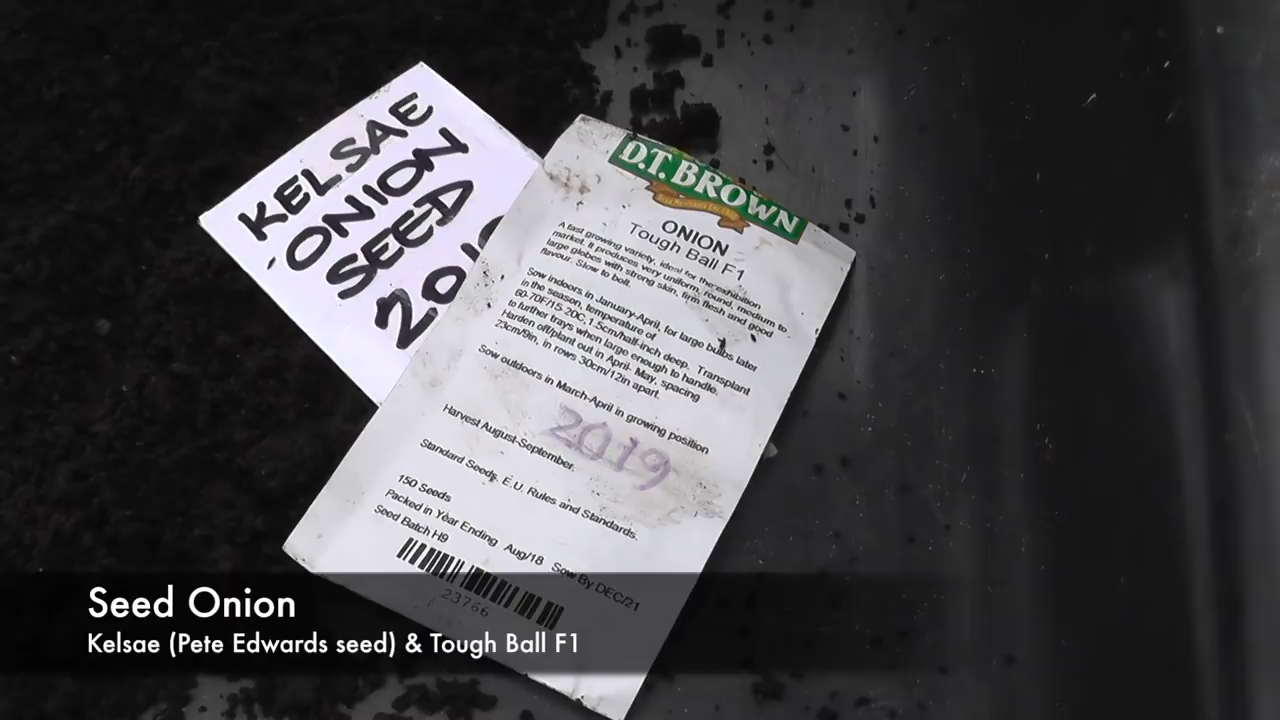 KELSAE
ONION
SEED
D.T. BROWN
ONION
Tough Ball F1
A fast growing variety, ideal for the exhibition
market. It produces very uniform, round, medium to
large globes with strong skin, firm flesh and good
flavour. Slow to bolt.
Sow indoors in January-April, for large bulbs later
in the season, temperature of
60-70F/15-20C, 1.5cm/half-inch deep. Transplant
to further trays when large enough to handle.
Harden off/plant out in April- May, spacing
23cm/9in, in rows 30cm/12in apart.
Sow outdoors in March-April in growing position
Harvest August-September.
2019
Standard Seeds, E.U. Rules and Standards.
150 Seeds
Packed in Year Ending Aug/18 Sow By DEC/21
Seed Batch H9
23766
Seed Onion
Kelsae (Pete Edwards seed) & Tough Ball F1